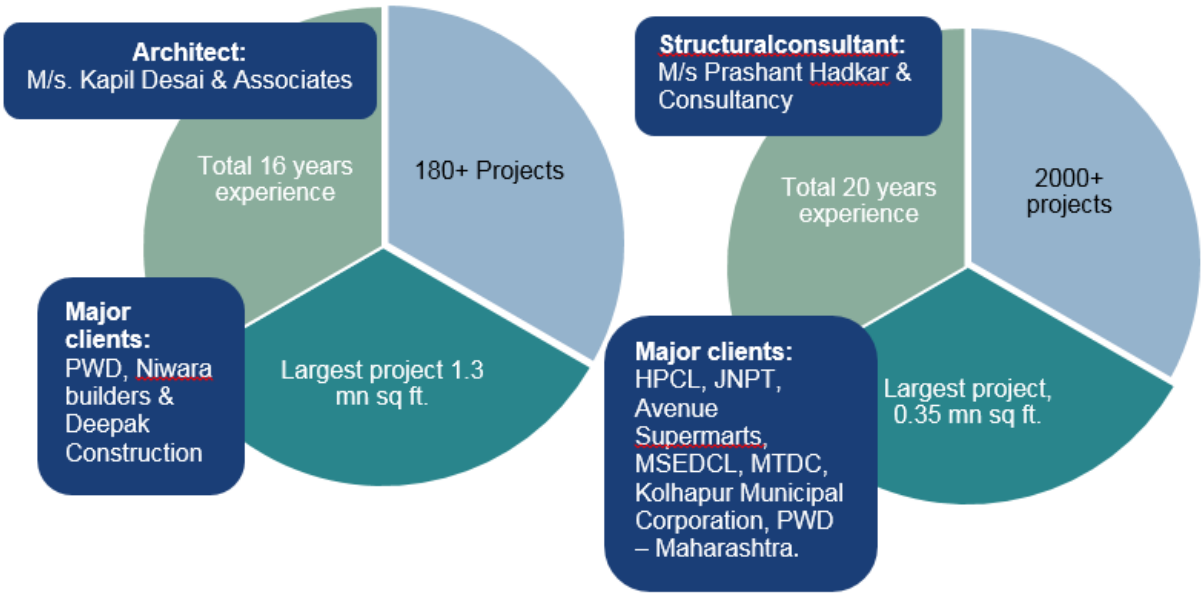 Architect:
M/s. Kapil Desai & Associates
Total 16 years
experience
180+ Projects
Major
clients:
PWD, Niwara
builders &
Deepak
Construction
Largest project 1.3
mn sq ft.
Structuralconsultant:
M/s Prashant Hadkar &
Consultancy
Total 20 years
experience
2000+
projects
Major clients:
HPCL, JNPT,
Avenue
Supermarts,
MSEDCL, MTDC,
Kolhapur Municipal
Corporation, PWD
– Maharashtra.
Largest project,
0.35 mn sq ft.